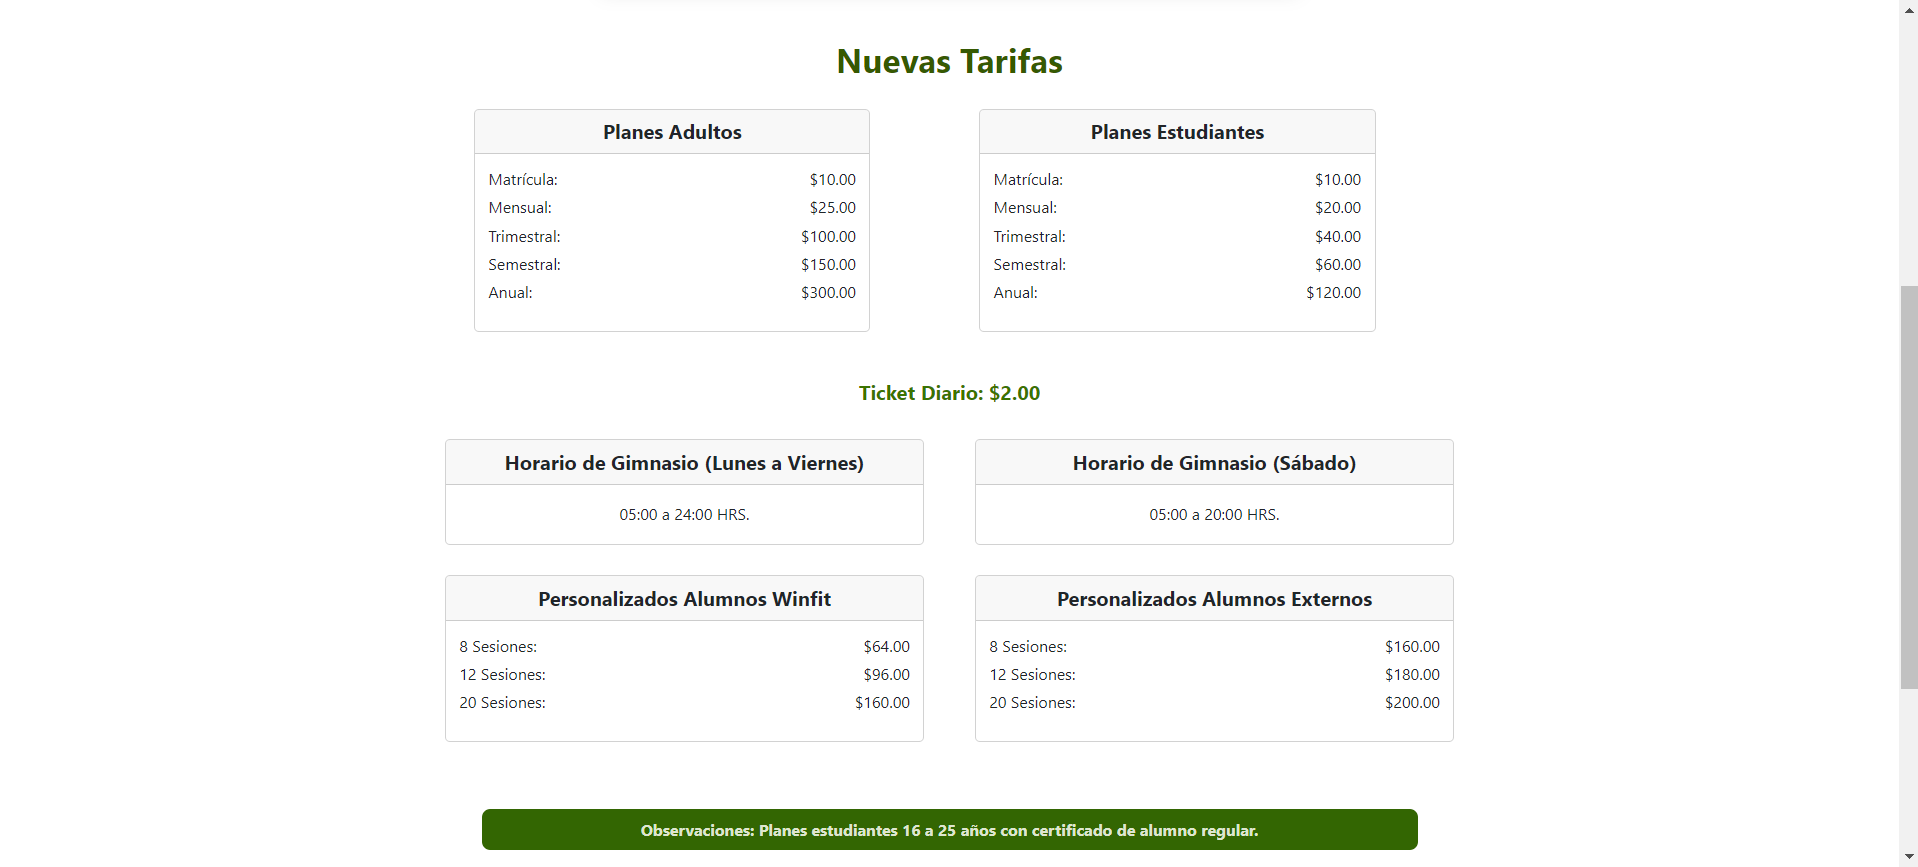 Nuevas Tarifas
Planes Adultos
Matrícula: $10.00
Mensual: $25.00
Trimestral: $100.00
Semestral: $150.00
Anual: $300.00
Planes Estudiantes
Matrícula: $10.00
Mensual: $20.00
Trimestral: $40.00
Semestral: $60.00
Anual: $120.00
Ticket Diario: $2.00
Horario de Gimnasio (Lunes a Viernes)
05:00 a 24:00 HRS.
Horario de Gimnasio (Sábado)
05:00 a 20:00 HRS.
Personalizados Alumnos Winfit
8 Sesiones: $64.00
12 Sesiones: $96.00
20 Sesiones: $160.00
Personalizados Alumnos Externos
8 Sesiones: $160.00
12 Sesiones: $180.00
20 Sesiones: $200.00
Observaciones: Planes estudiantes 16 a 25 años con certificado de alumno regular.